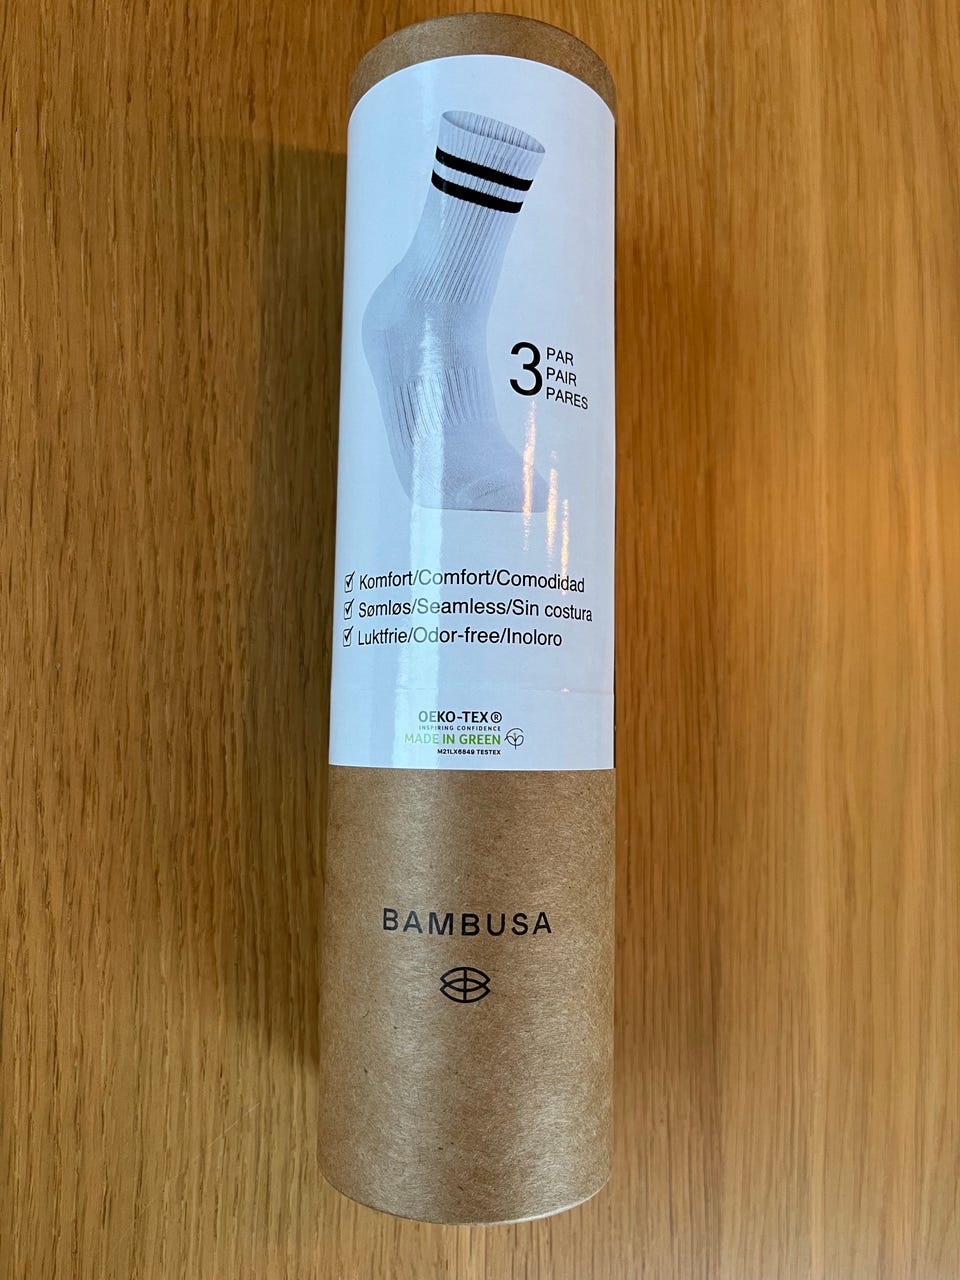 3 PAR
PAIR
PARES
Komfort/Comfort/Comodidad
Sømløs/Seamless/Sin costura
Luktfrie/Odor-free/Inoloro
OEKO-TEX®
INSPIRING CONFIDENCE
MADE IN GREEN
M21LX6849 TESTEX
BAMBUSA